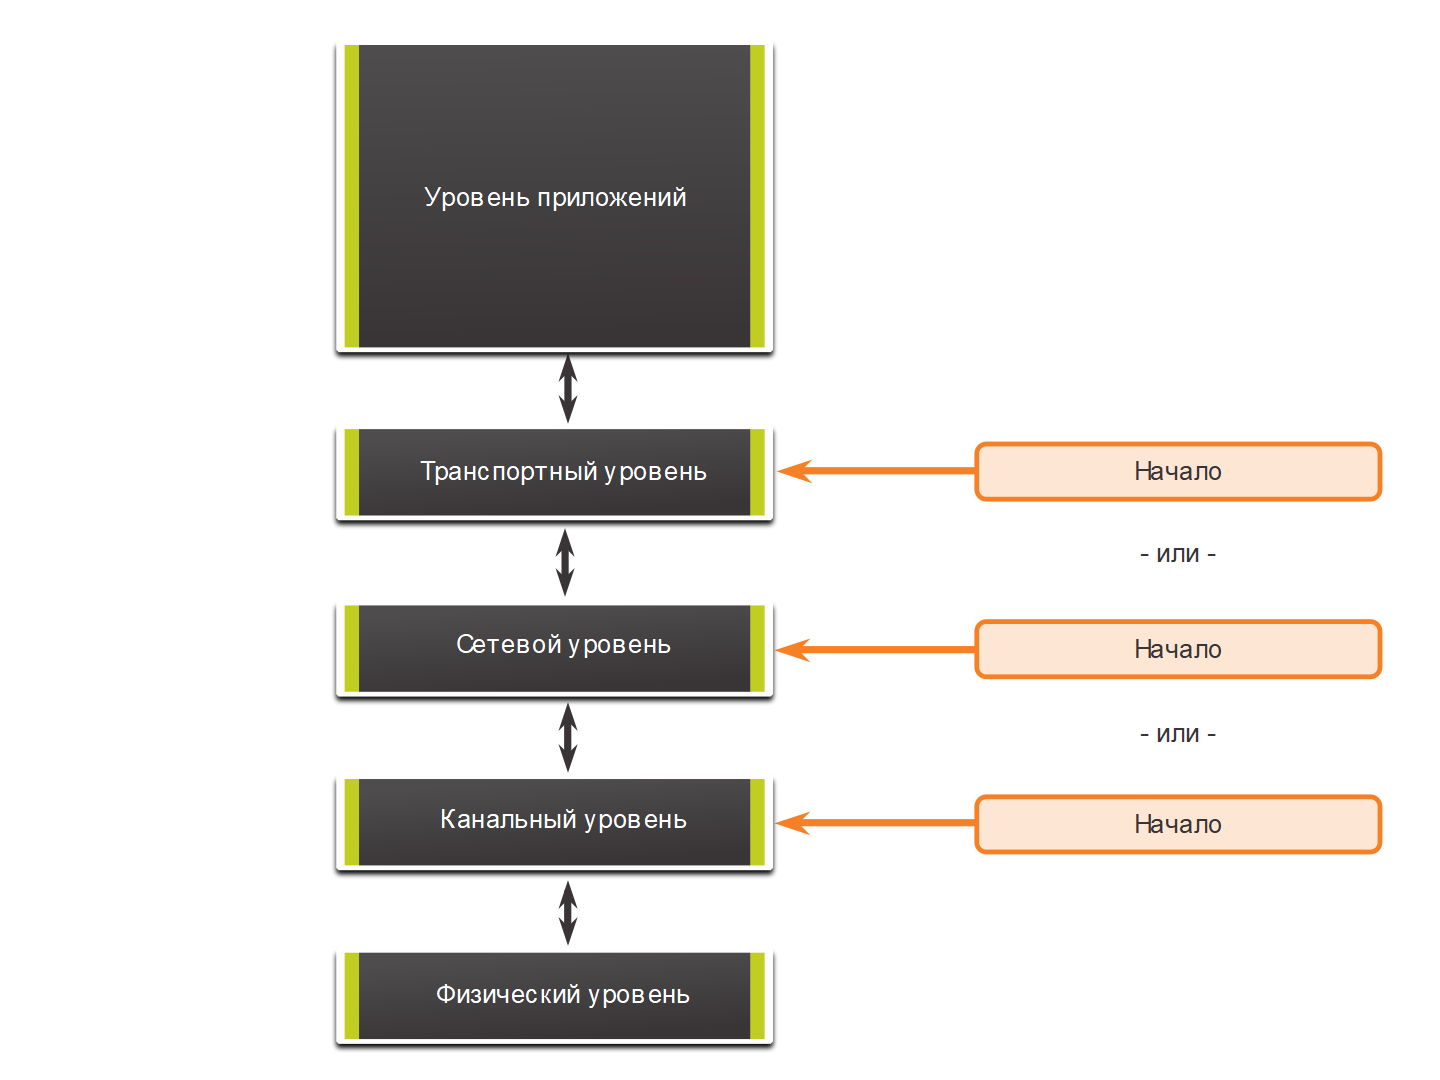 Уровень приложений
Транспортный уровень
Начало
- или -
Сетевой уровень
Начало
- или -
Канальный уровень
Начало
Физический уровень